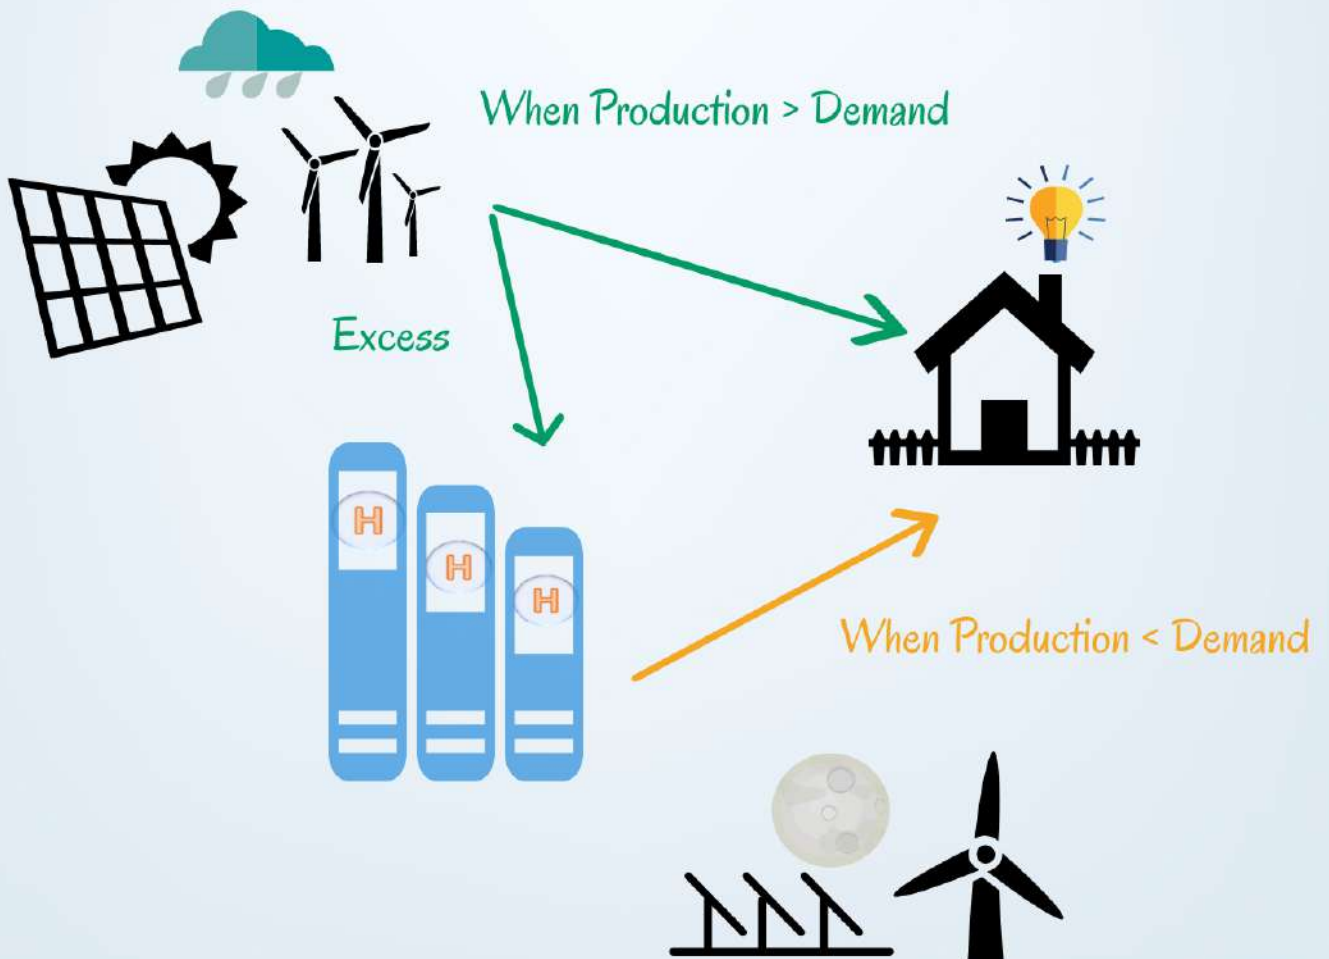 When Production > Demand
Excess
H
H
H
When Production < Demand